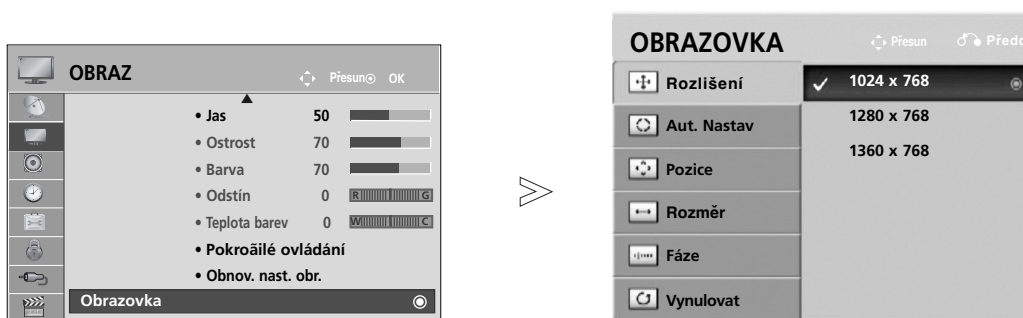 OBRAZ
Přesun OK
• Jas 50
• Ostrost 70
• Barva 70
• Odstín 0 R G
• Teplota barev 0 W C
• Pokroãilé ovládání
• Obnov. nast. obr.
Obrazovka
OBRAZOVKA
Přesun Předc
Rozlišení
Aut. Nastav
Pozice
Rozměr
Fáze
Vynulovat
1024 x 768
1280 x 768
1360 x 768